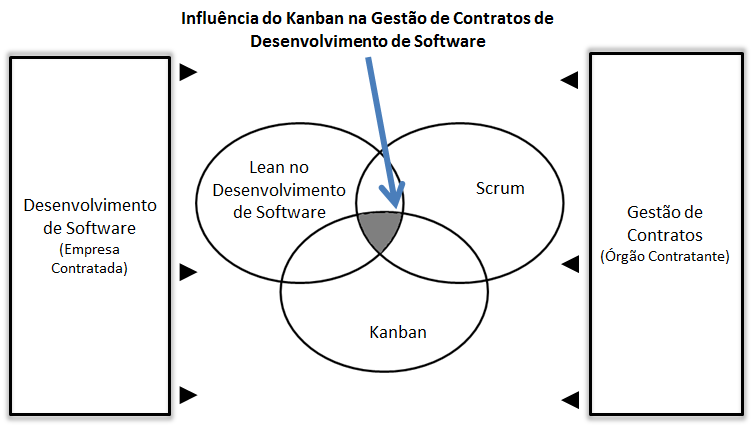 Influência do Kanban na Gestão de Contratos de
Desenvolvimento de Software
Desenvolvimento
de Software
(Empresa
Contratada)
Lean no
Desenvolvimento
de Software
Scrum
Kanban
Gestão de
Contratos
(Órgão Contratante)